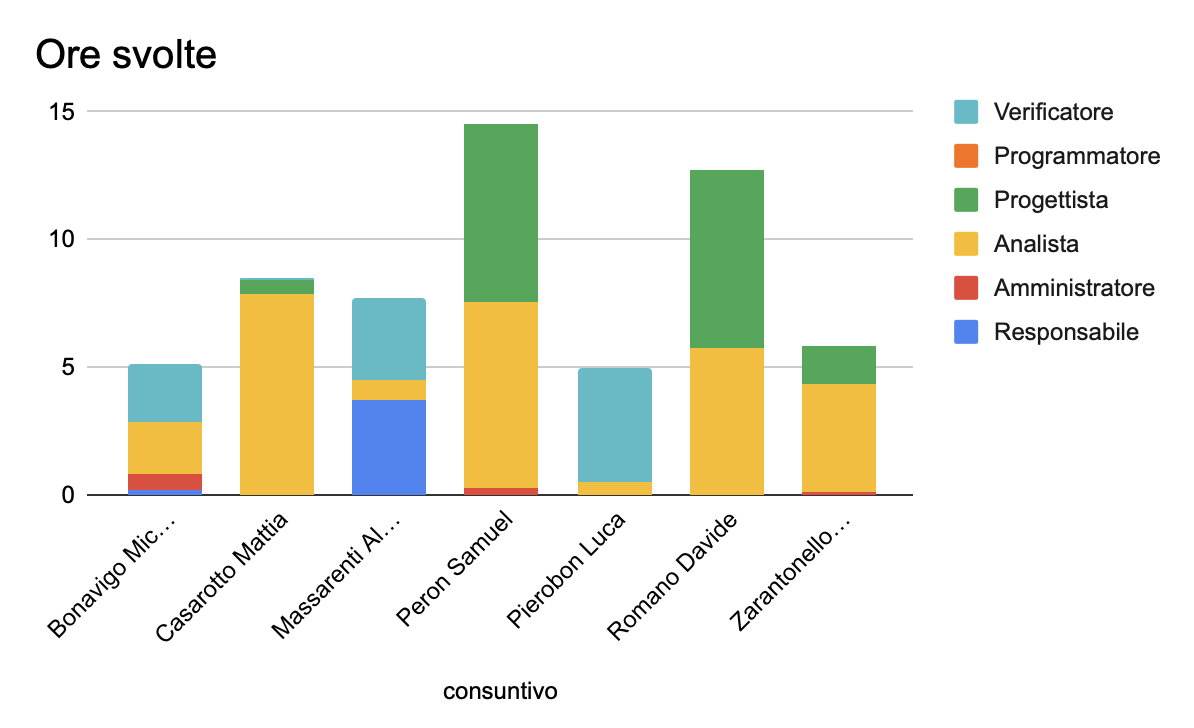 Ore svolte
15
10
5
0
Verificatore
Programmatore
Progettista
Analista
Amministratore
Responsabile
Bonavigo Mic…
Casarotto Mattia
Massarenti Al…
Peron Samuel
Pierobon Luca
Romano Davide
Zarantonello…
consuntivo